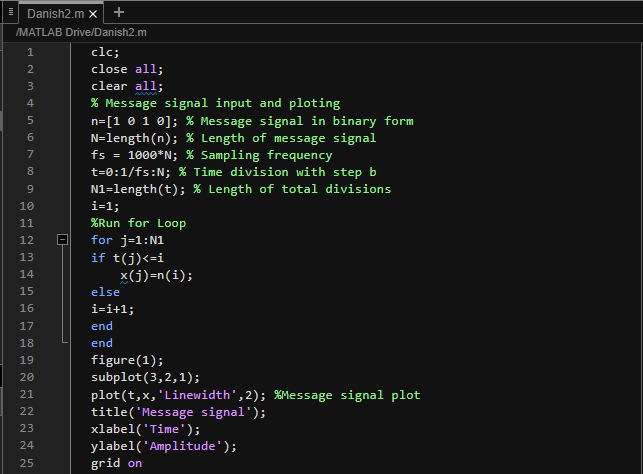 Danish2.m × +
/MATLAB Drive/Danish2.m
1 clc;
2 close all;
3 clear all;
4 % Message signal input and ploting
5 n=[1 0 1 0]; % Message signal in binary form
6 N=length(n); % Length of message signal
7 fs = 1000*N; % Sampling frequency
8 t=0:1/fs:N; % Time division with step b
9 N1=length(t); % Length of total divisions
10 i=1;
11 %Run for Loop
12 for j=1:N1
13 if t(j)<=i
14 x(j)=n(i);
15 else
16 i=i+1;
17 end
18 end
19 figure(1);
20 subplot(3,2,1);
21 plot(t,x,'Linewidth',2); %Message signal plot
22 title('Message signal');
23 xlabel('Time');
24 ylabel('Amplitude');
25 grid on